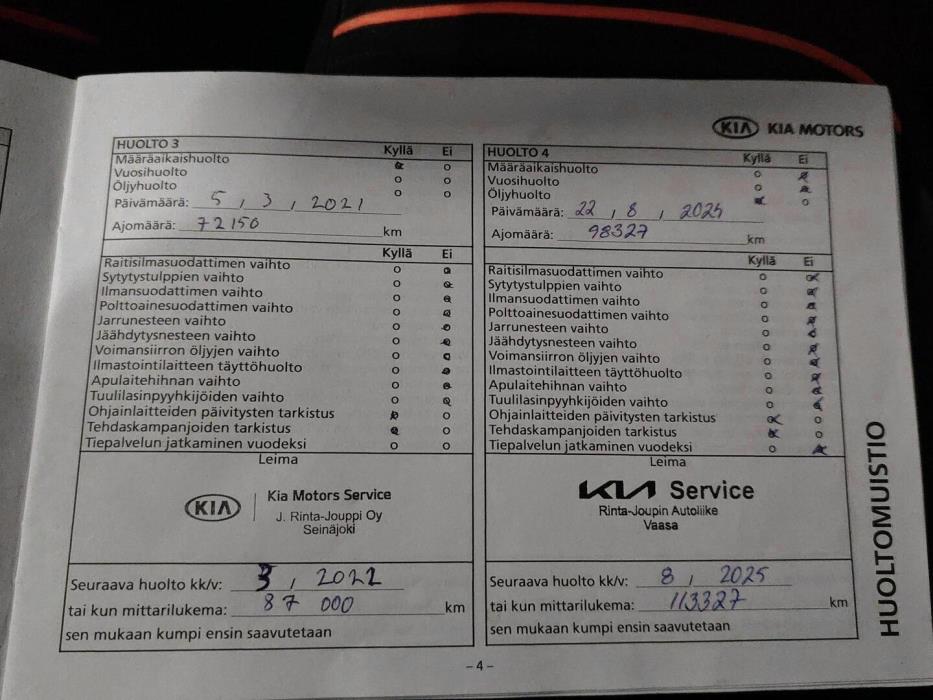 KIA KIA MOTORS
HUOLTO 3 Kyllä Ei
Määräaikaishuolto
Vuosihuolto
Öljyhuolto
Päivämäärä: 5 , 3 , 2021
Ajomäärä: 72150 km
Kyllä Ei
Raitisilmasuodattimen vaihto
Sytytystulppien vaihto
Ilmansuodattimen vaihto
Polttoainesuodattimen vaihto
Jarrunesteen vaihto
Jäähdytysnesteen vaihto
Voimansiirron öljyjen vaihto
Ilmastointilaitteen täyttöhuolto
Apulaitehihnan vaihto
Tuulilasinpyyhkijöiden vaihto
Ohjainlaitteiden päivitysten tarkistus
Tehdaskampanjoiden tarkistus
Tiepalvelun jatkaminen vuodeksi
Leima
KIA Kia Motors Service
J. Rinta-Jouppi Oy
Seinäjoki
Seuraava huolto kk/v: 3 , 2022
tai kun mittarilukema: 87 000 km
sen mukaan kumpi ensin saavutetaan
HUOLTO 4 Kyllä Ei
Määräaikaishuolto
Vuosihuolto
Öljyhuolto
Päivämäärä: 22 , 8 , 2025
Ajomäärä: 98327 km
Kyllä Ei
Raitisilmasuodattimen vaihto
Sytytystulppien vaihto
Ilmansuodattimen vaihto
Polttoainesuodattimen vaihto
Jarrunesteen vaihto
Jäähdytysnesteen vaihto
Voimansiirron öljyjen vaihto
Ilmastointilaitteen täyttöhuolto
Apulaitehihnan vaihto
Tuulilasinpyyhkijöiden vaihto
Ohjainlaitteiden päivitysten tarkistus
Tehdaskampanjoiden tarkistus
Tiepalvelun jatkaminen vuodeksi
Leima
KIA Service
Rinta-Joupin Autoliike
Vaasa
Seuraava huolto kk/v: 8 , 2025
tai kun mittarilukema: 113327 km
sen mukaan kumpi ensin saavutetaan
HUOLTOMUISTIO
– 4 –